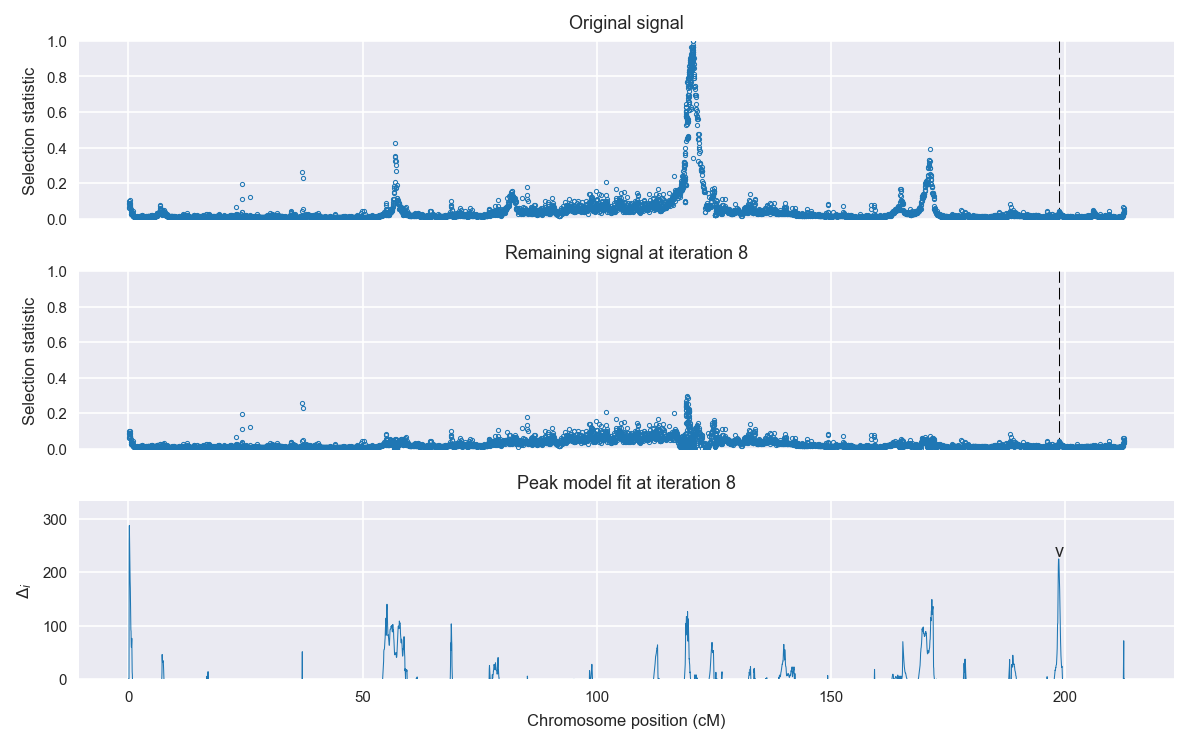 Original signal
1.0
0.8
0.6
0.4
0.2
0.0
Selection statistic
Remaining signal at iteration 8
1.0
0.8
0.6
0.4
0.2
0.0
Selection statistic
Peak model fit at iteration 8
300
200
100
0
Δi
v
0 50 100 150 200
Chromosome position (cM)